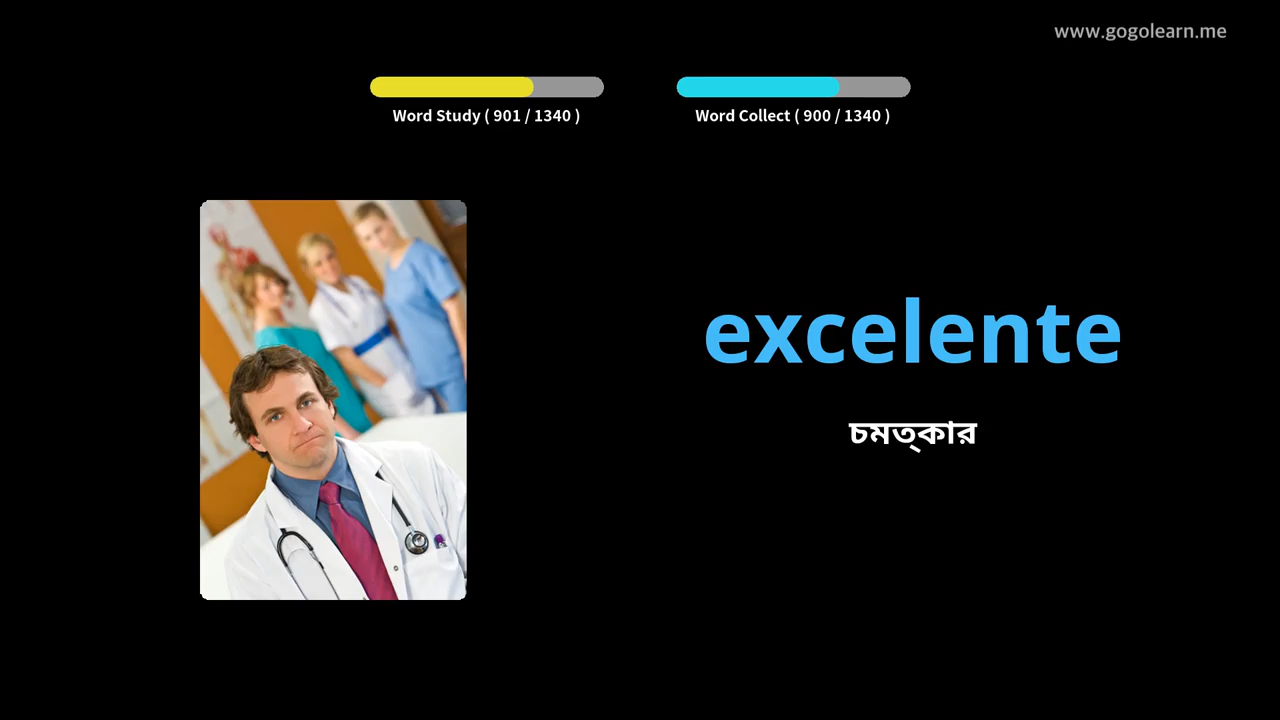 www.gogolearn.me
Word Study ( 901 / 1340 )
Word Collect ( 900 / 1340 )
excelente
চমত্‍কার